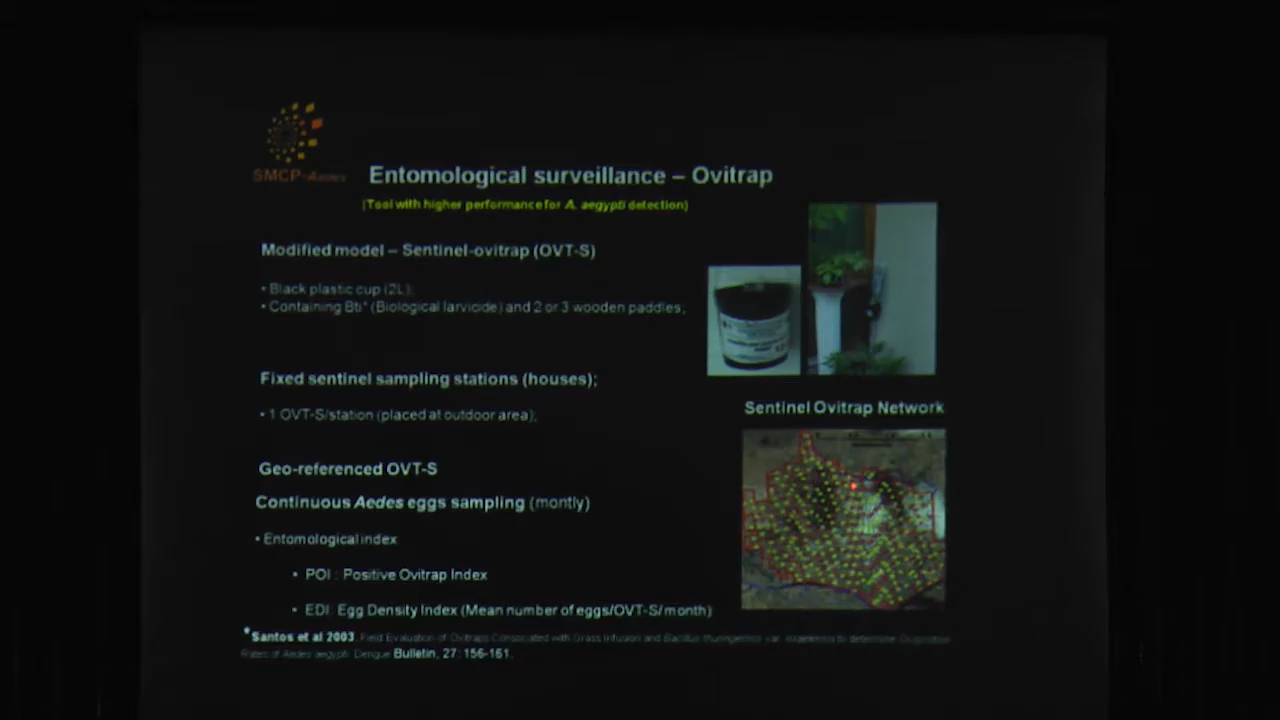 SMCP-Aedes
Entomological surveillance – Ovitrap
(Tool with higher performance for A. aegypti detection)
Modified model – Sentinel-ovitrap (OVT-S)
• Black plastic cup (2L);
• Containing Bti* (Biological larvicide) and 2 or 3 wooden paddles;
Fixed sentinel sampling stations (houses);
• 1 OVT-S/station (placed at outdoor area);
Sentinel Ovitrap Network
Geo-referenced OVT-S
Continuous Aedes eggs sampling (montly)
• Entomological index
• POI : Positive Ovitrap Index
• EDI: Egg Density Index (Mean number of eggs/OVT-S/month)
*Santos et al 2003. Field Evaluation of Ovitraps Consociated with Grass Infusion and Bacillus thuringiensis var. israelensis to determine Oviposition
Rates of Aedes aegypti. Dengue Bulletin, 27: 156-161.